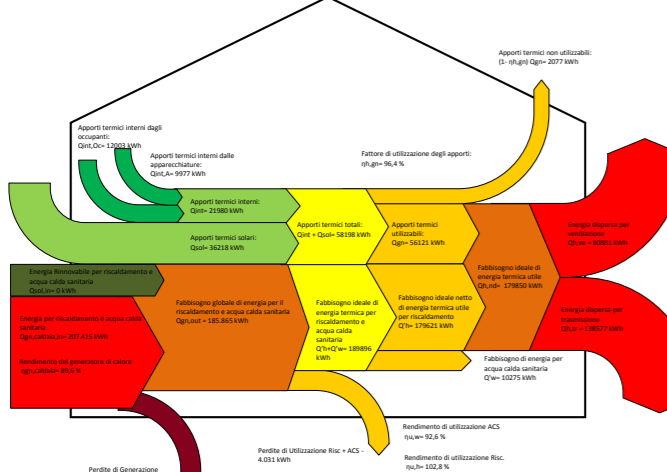 Apporti termici non utilizzabili:
(1- ηh,gn) Qgn= 2077 kWh
Apporti termici interni dagli
occupanti:
Qint,Oc= 12003 kWh
Apporti termici interni dalle
apparecchiature:
Qint,A= 9977 kWh
Fattore di utilizzazione degli apporti:
ηh,gn= 96,4 %
Apporti termici interni:
Qint= 21980 kWh
Apporti termici solari:
Qsol= 36218 kWh
Apporti termici totali:
Qint + Qsol= 58198 kWh
Apporti termici
utilizzabili:
Qgn= 56121 kWh
Energia dispersa per
ventilazione
Qh,ve= 80301 kWh
Energia Rinnovabile per riscaldamento e
acqua calda sanitaria
Qsol,in= 0 kWh
Energia per riscaldamento e acqua calda
sanitaria
Qgn,caldaia,in= 207.415 kWh
Rendimento del generatore di calore
ηgn,caldaia= 89,6 %
Fabbisogno globale di energia per il
riscaldamento e acqua calda sanitaria
Qgn,out = 185.865 kWh
Fabbisogno ideale di
energia termica per
riscaldamento e
acqua calda
sanitaria
Q'h+Q'w= 189896
kWh
Fabbisogno ideale netto
di energia termica utile
per riscaldamento
Q'h= 179621 kWh
Fabbisogno ideale di
energia termica utile
Qh,nd= 179850 kWh
Energia dispersa per
trasmissione
Qh,tr= 138577 kWh
Fabbisogno di energia per
acqua calda sanitaria
Q'w= 10275 kWh
Perdite di Utilizzazione Risc + ACS -
4.031 kWh
Rendimento di utilizzazione ACS
ηu,w= 92,6 %
Rendimento di utilizzazione Risc.
ηu,h= 102,8 %
Perdite di Generazione